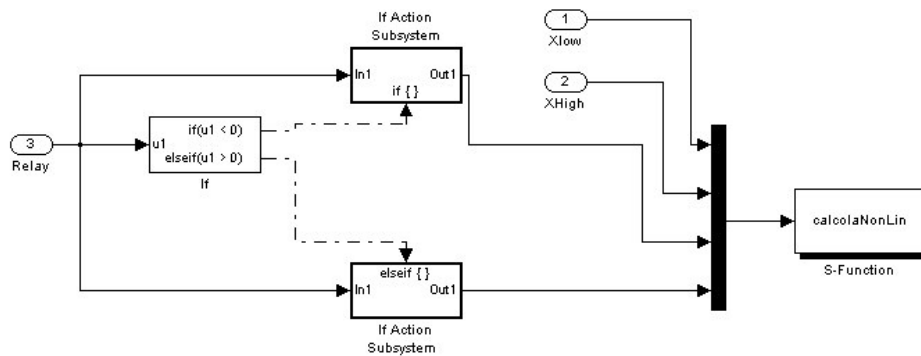 If Action
Subsystem
In1
Out1
if { }
1
Xlow
2
XHigh
3
Relay
u1
if(u1 < 0)
elseif(u1 > 0)
If
elseif { }
In1
Out1
If Action
Subsystem
calcolaNonLin
S-Function